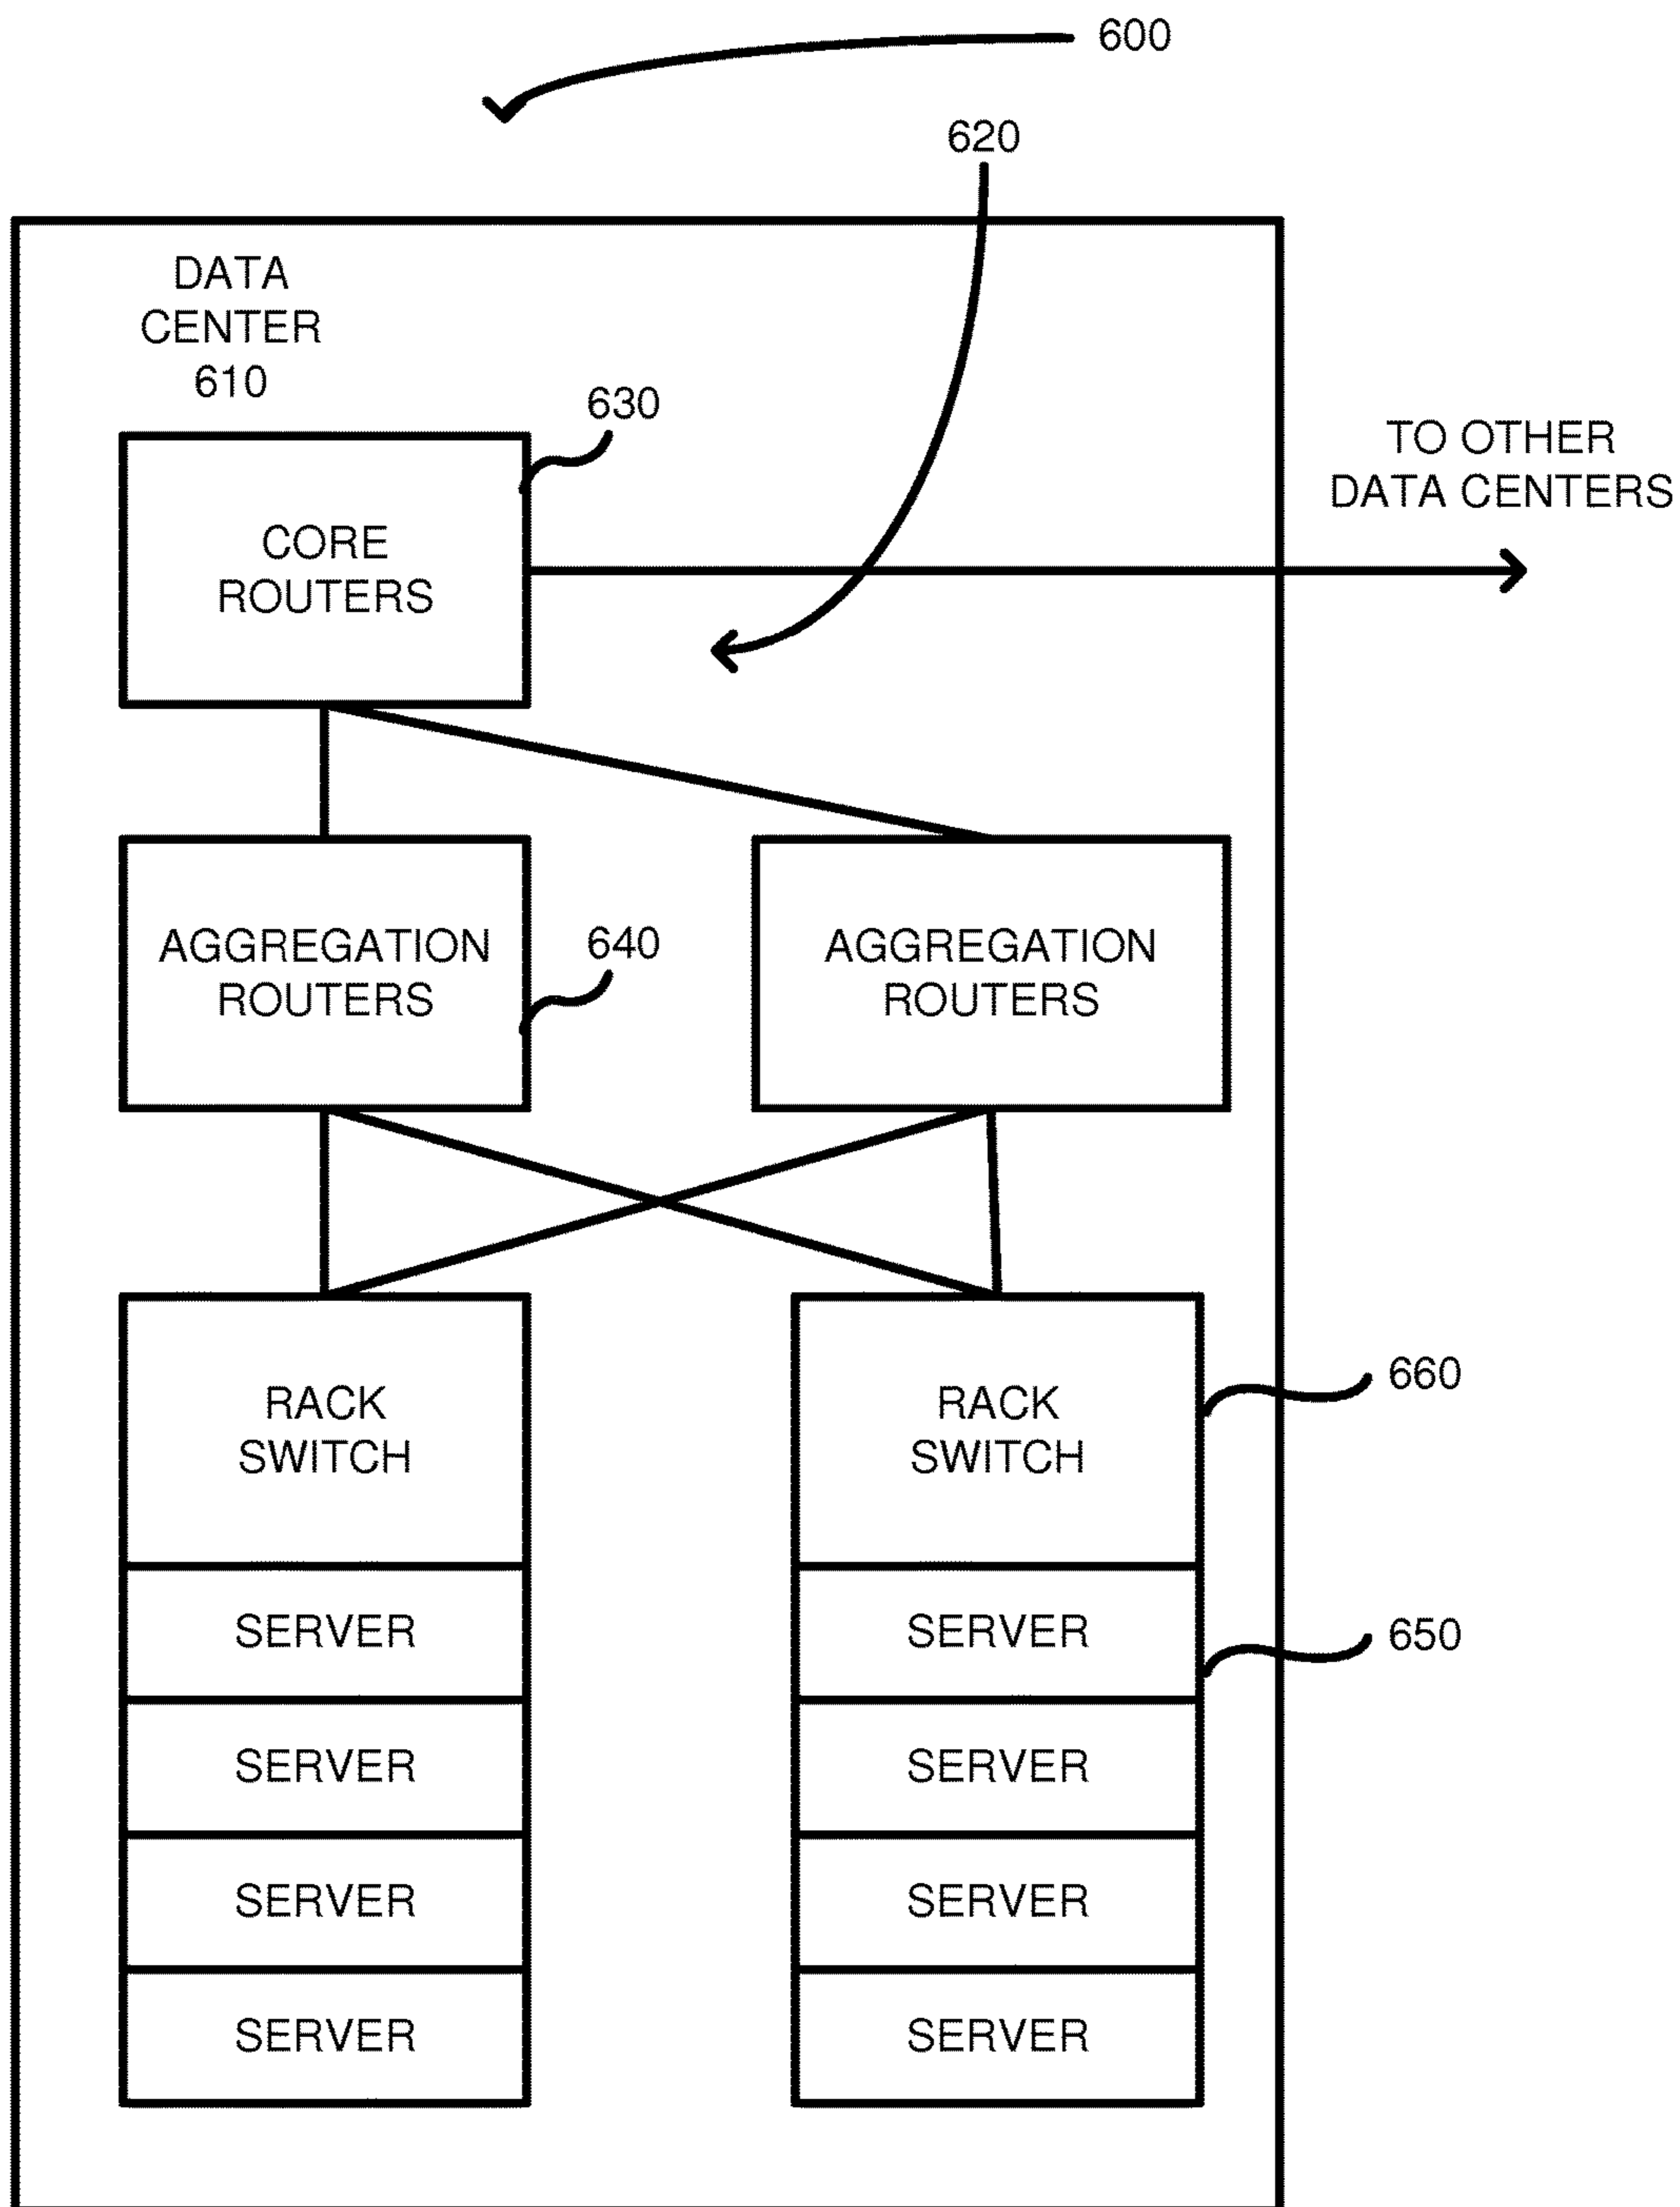 600
620
DATA
CENTER
610
630
TO OTHER
DATA CENTERS
CORE
ROUTERS
AGGREGATION
ROUTERS
640
AGGREGATION
ROUTERS
RACK
SWITCH
RACK
SWITCH
660
SERVER
SERVER
650
SERVER
SERVER
SERVER
SERVER
SERVER
SERVER